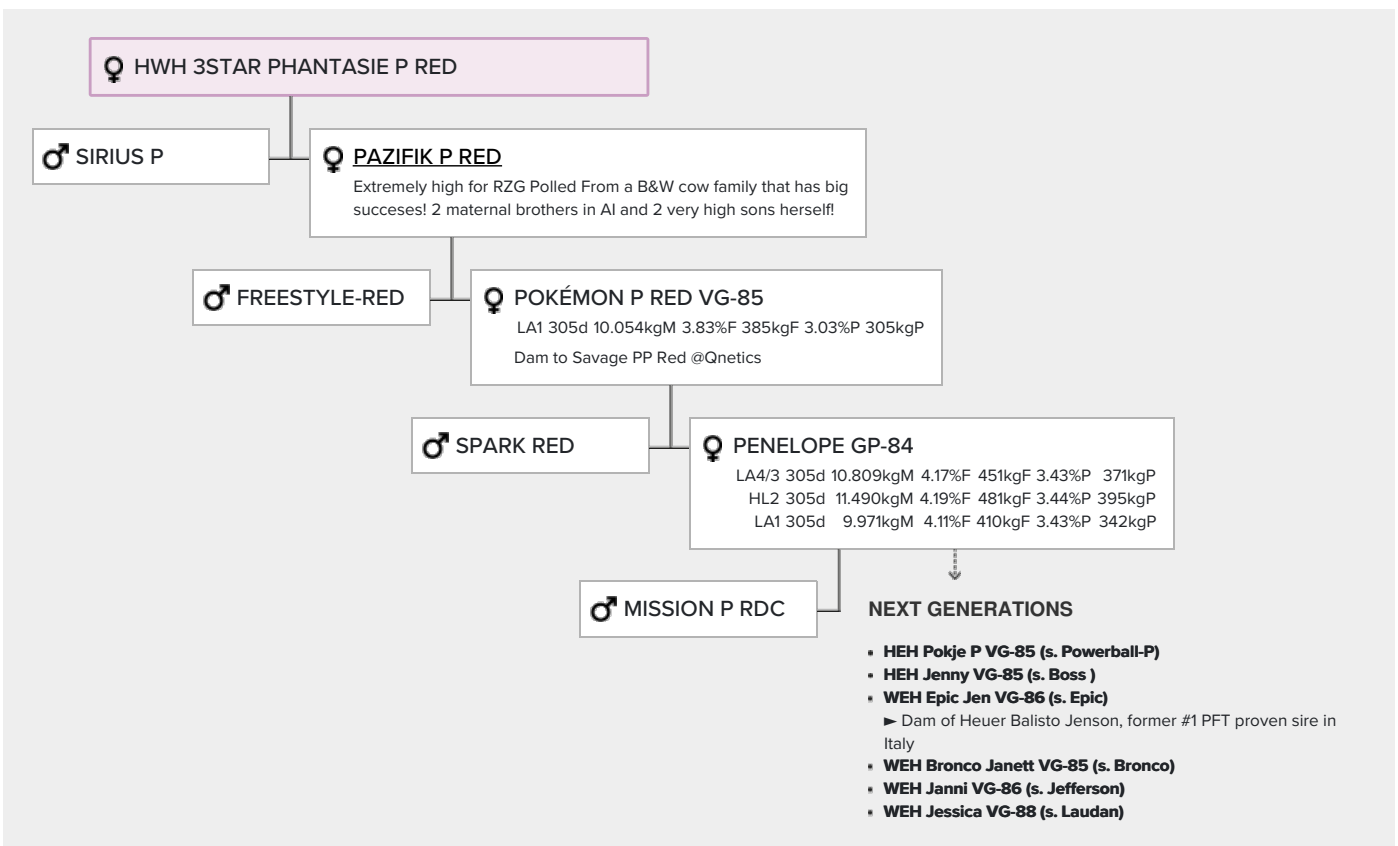 HWH 3STAR PHANTASIE P RED
SIRIUS P
PAZIFIK P RED
Extremely high for RZG Polled From a B&W cow family that has big
succeses! 2 maternal brothers in AI and 2 very high sons herself!
FREESTYLE-RED
POKÉMON P RED VG-85
LA1 305d 10.054kgM 3.83%F 385kgF 3.03%P 305kgP
Dam to Savage PP Red @Qnetics
SPARK RED
PENELOPE GP-84
LA4/3 305d 10.809kgM 4.17%F 451kgF 3.43%P 371kgP
HL2 305d 11.490kgM 4.19%F 481kgF 3.44%P 395kgP
LA1 305d 9.971kgM 4.11%F 410kgF 3.43%P 342kgP
MISSION P RDC
NEXT GENERATIONS
• HEH Pokje P VG-85 (s. Powerball-P)
• HEH Jenny VG-85 (s. Boss )
• WEH Epic Jen VG-86 (s. Epic)
► Dam of Heuer Balisto Jenson, former #1 PFT proven sire in
Italy
• WEH Bronco Janett VG-85 (s. Bronco)
• WEH Janni VG-86 (s. Jefferson)
• WEH Jessica VG-88 (s. Laudan)